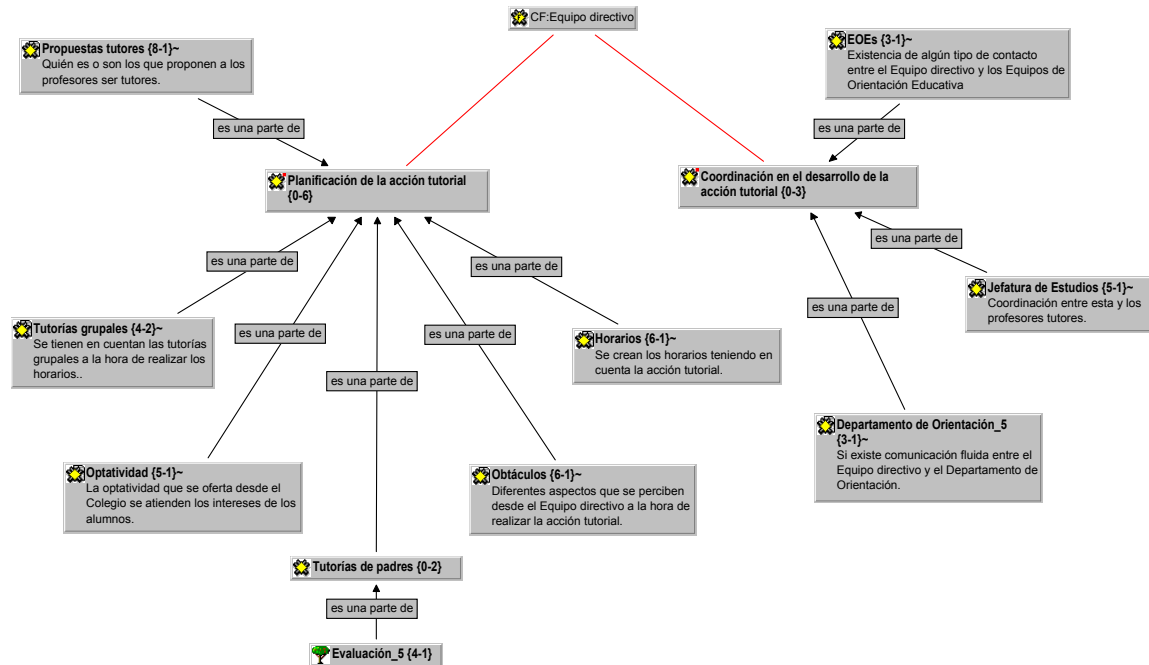 CF:Equipo directivo
Propuestas tutores {8-1}~
Quién es o son los que proponen a los
profesores ser tutores.
EOEs {3-1}~
Existencia de algún tipo de contacto
entre el Equipo directivo y los Equipos de
Orientación Educativa
es una parte de
es una parte de
Planificación de la acción tutorial
{0-6}
Coordinación en el desarrollo de la
acción tutorial {0-3}
es una parte de
es una parte de
es una parte de
Tutorías grupales {4-2}~
Se tienen en cuentan las tutorías
grupales a la hora de realizar los
horarios..
es una parte de
es una parte de
Horarios {6-1}~
Se crean los horarios teniendo en
cuenta la acción tutorial.
Jefatura de Estudios {5-1}~
Coordinación entre esta y los
profesores tutores.
es una parte de
es una parte de
Optatividad {5-1}~
La optatividad que se oferta desde el
Colegio se atienden los intereses de los
alumnos.
Obtáculos {6-1}~
Diferentes aspectos que se perciben
desde el Equipo directivo a la hora de
realizar la acción tutorial.
Departamento de Orientación_5
{3-1}~
Si existe comunicación fluida entre el
Equipo directivo y el Departamento de
Orientación.
Tutorías de padres {0-2}
es una parte de
Evaluación_5 {4-1}